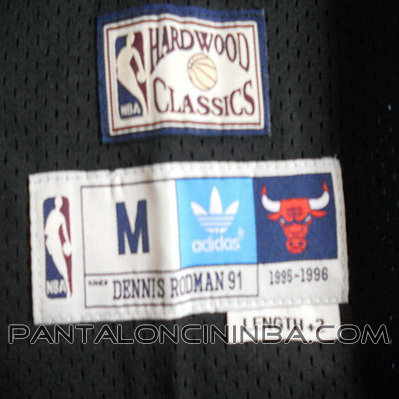 HARDWOOD
NBA
CLASSICS
M
adidas
NBA
DENNIS RODMAN 91
1995-1996
LENGTH +2
PANTALONCININBA.COM